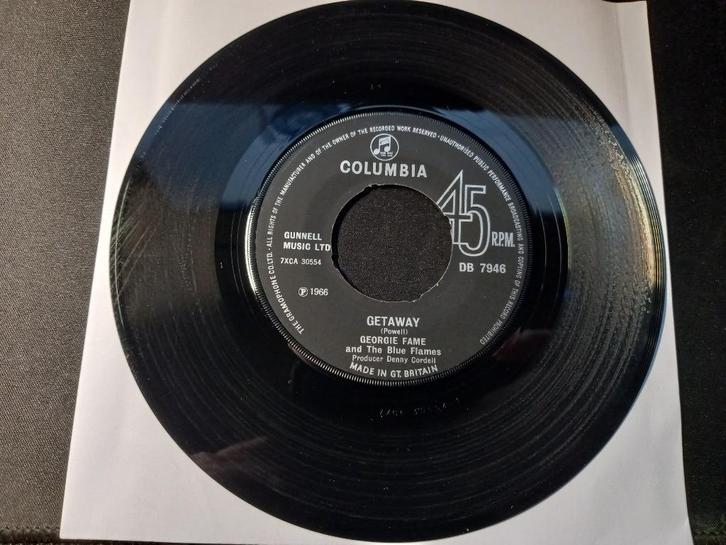 THE GRAMOPHONE CO. LTD. • ALL RIGHTS OF THE MANUFACTURER AND OF THE OWNER OF THE RECORDED WORK RESERVED • UNAUTHORISED PUBLIC PERFORMANCE BROADCASTING AND COPYING OF THIS RECORD PROHIBITED
COLUMBIA
45
R.P.M.
GUNNELL
MUSIC LTD
7XCA 30554
DB 7946
Ⓟ 1966
GETAWAY
(Powell)
GEORGIE FAME
and The Blue Flames
Producer Denny Cordell
MADE IN GT. BRITAIN